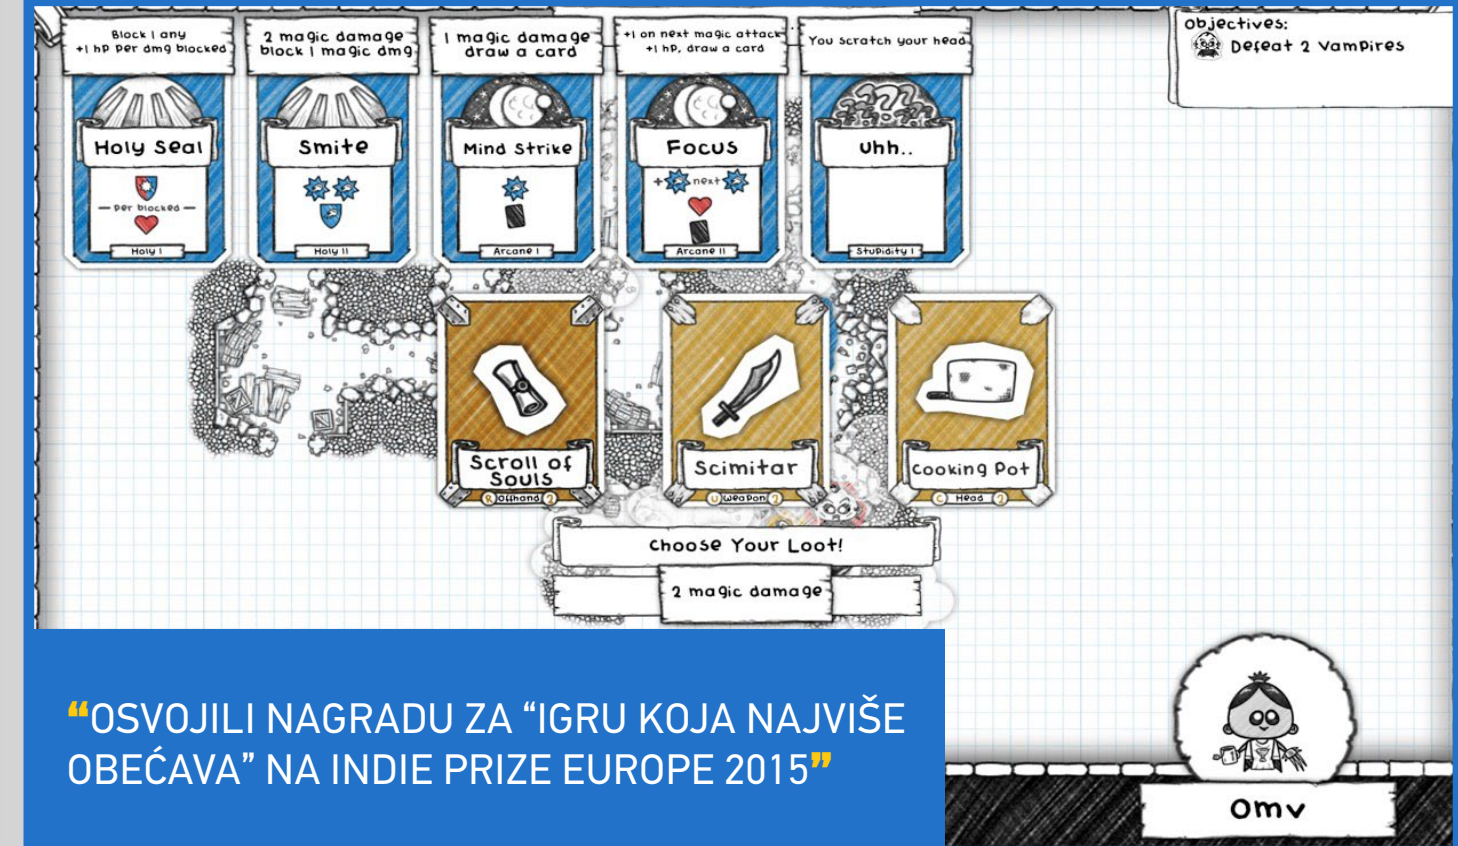 Block 1 any
+1 hp per dmg blocked
2 magic damage
block 1 magic dmg
1 magic damage
draw a card
+1 on next magic attack
+1 hp, draw a card
You scratch your head
Objectives:
Defeat 2 Vampires
Holy Seal
Smite
Mind Strike
Focus
Uhh..
per blocked
+ next
Holy I
Holy II
Arcane I
Arcane II
Stupidity I
Scroll of
Souls
Scimitar
Cooking Pot
R Offhand 2
U Weapon 2
C Head 2
Choose Your Loot!
2 magic damage
“OSVOJILI NAGRADU ZA “IGRU KOJA NAJVIŠE
OBEĆAVA” NA INDIE PRIZE EUROPE 2015”
Omv